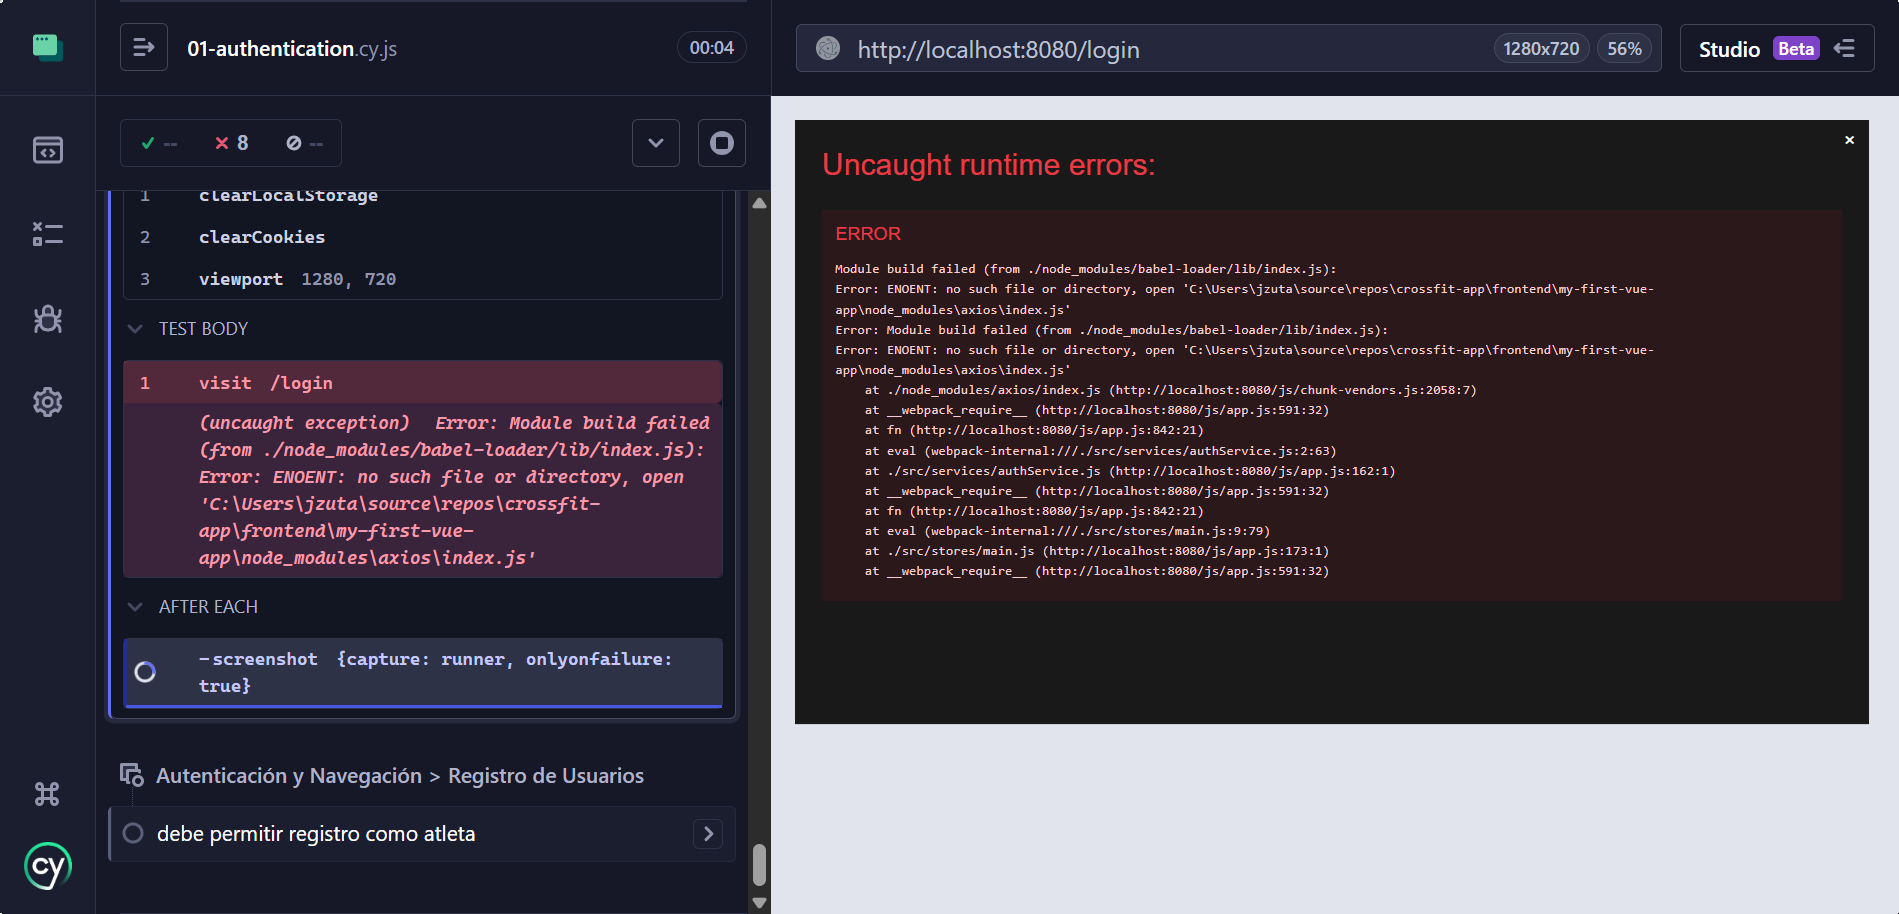 01-authentication.cy.js
00:04
-- 8 --
1 clearLocalStorage
2 clearCookies
3 viewport 1280, 720
TEST BODY
1 visit /login
(uncaught exception) Error: Module build failed
(from ./node_modules/babel-loader/lib/index.js):
Error: ENOENT: no such file or directory, open
'C:\Users\jzuta\source\repos\crossfit-
app\frontend\my-first-vue-
app\node_modules\axios\index.js'
AFTER EACH
-screenshot {capture: runner, onlyonfailure:
true}
Autenticación y Navegación > Registro de Usuarios
debe permitir registro como atleta
cy
http://localhost:8080/login
1280x720
56%
Studio Beta
×
Uncaught runtime errors:
ERROR
Module build failed (from ./node_modules/babel-loader/lib/index.js):
Error: ENOENT: no such file or directory, open 'C:\Users\jzuta\source\repos\crossfit-app\frontend\my-first-vue-
app\node_modules\axios\index.js'
Error: Module build failed (from ./node_modules/babel-loader/lib/index.js):
Error: ENOENT: no such file or directory, open 'C:\Users\jzuta\source\repos\crossfit-app\frontend\my-first-vue-
app\node_modules\axios\index.js'
at ./node_modules/axios/index.js (http://localhost:8080/js/chunk-vendors.js:2058:7)
at __webpack_require__ (http://localhost:8080/js/app.js:591:32)
at fn (http://localhost:8080/js/app.js:842:21)
at eval (webpack-internal:///./src/services/authService.js:2:63)
at ./src/services/authService.js (http://localhost:8080/js/app.js:162:1)
at __webpack_require__ (http://localhost:8080/js/app.js:591:32)
at fn (http://localhost:8080/js/app.js:842:21)
at eval (webpack-internal:///./src/stores/main.js:9:79)
at ./src/stores/main.js (http://localhost:8080/js/app.js:173:1)
at __webpack_require__ (http://localhost:8080/js/app.js:591:32)